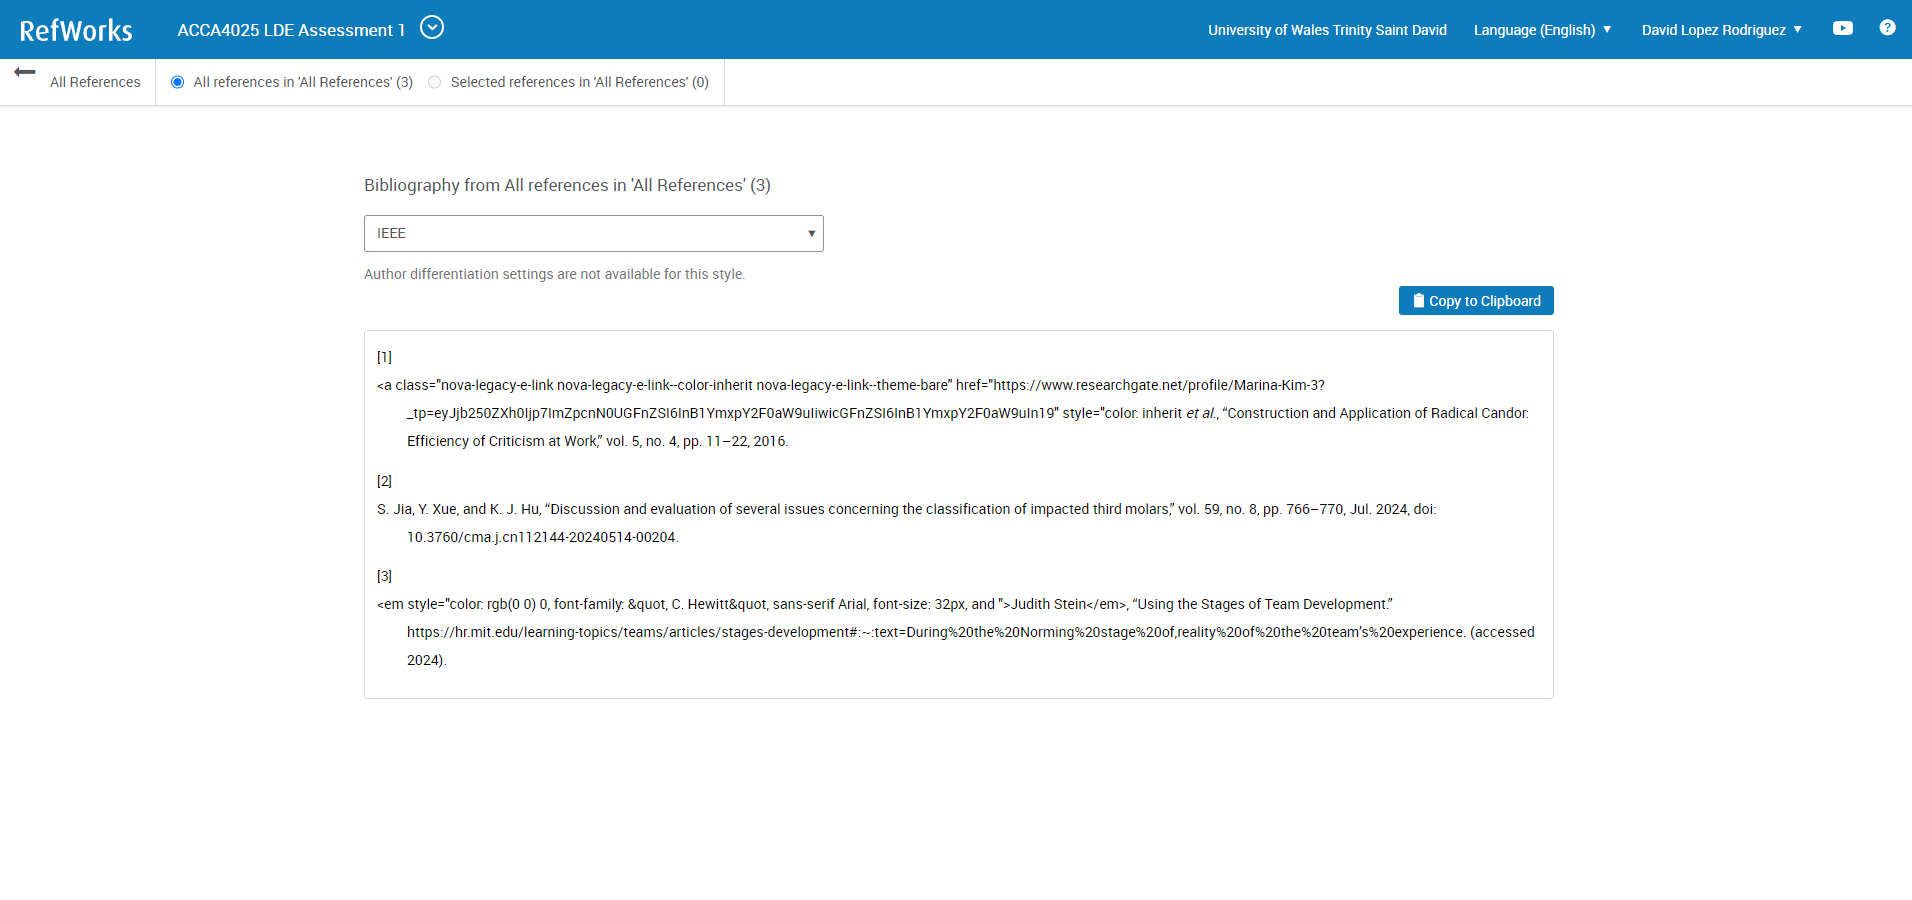 RefWorks
ACCA4025 LDE Assessment 1
University of Wales Trinity Saint David
Language (English)
David Lopez Rodriguez
All References
All references in 'All References' (3)
Selected references in 'All References' (0)
Bibliography from All references in 'All References' (3)
IEEE
Author differentiation settings are not available for this style.
Copy to Clipboard
[1]
<a class="nova-legacy-e-link nova-legacy-e-link--color-inherit nova-legacy-e-link--theme-bare" href="https://www.researchgate.net/profile/Marina-Kim-3?
_tp=eyJjb250ZXh0Ijp7ImZpcnN0UGFnZSI6InB1YmxpY2F0aW9uIiwicGFnZSI6InB1YmxpY2F0aW9uIn19" style="color: inherit et al., “Construction and Application of Radical Candor:
Efficiency of Criticism at Work,” vol. 5, no. 4, pp. 11–22, 2016.
[2]
S. Jia, Y. Xue, and K. J. Hu, “Discussion and evaluation of several issues concerning the classification of impacted third molars,” vol. 59, no. 8, pp. 766–770, Jul. 2024, doi:
10.3760/cma.j.cn112144-20240514-00204.
[3]
<em style="color: rgb(0 0) 0, font-family: &quot, C. Hewitt&quot, sans-serif Arial, font-size: 32px, and ">Judith Stein</em>, “Using the Stages of Team Development.”
https://hr.mit.edu/learning-topics/teams/articles/stages-development#:~:text=During%20the%20Norming%20stage%20of,reality%20of%20the%20team’s%20experience. (accessed
2024).